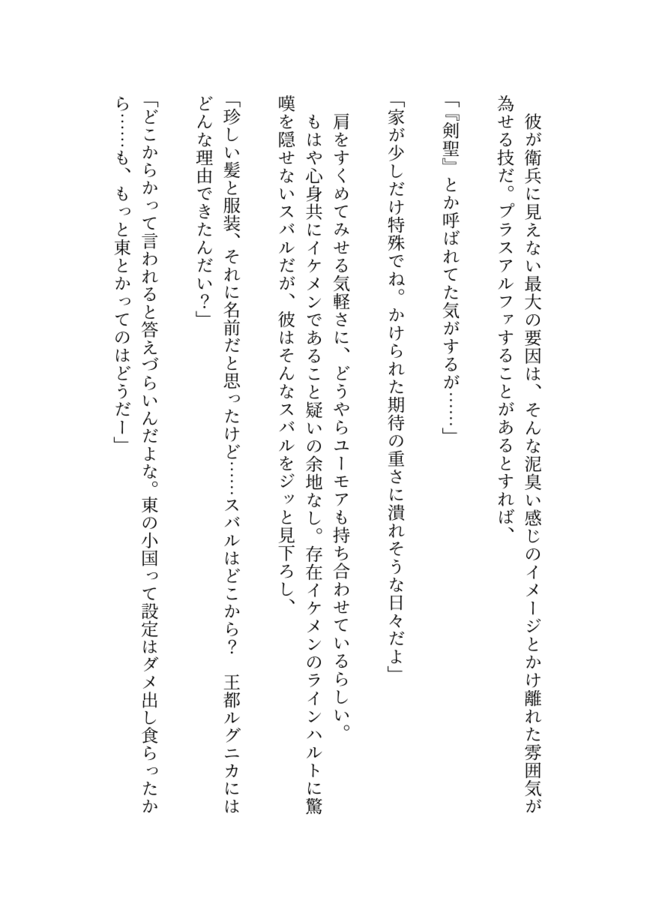 彼が衛兵に見えない最大の要因は、そんな泥臭い感じのイメージとかけ離れた雰囲気が
為せる技だ。プラスアルファすることがあるとすれば、
「『剣聖』とか呼ばれてた気がするが……」
「家が少しだけ特殊でね。かけられた期待の重さに潰れそうな日々だよ」
　肩をすくめてみせる気軽さに、どうやらユーモアも持ち合わせているらしい。
　もはや心身共にイケメンであること疑いの余地なし。存在イケメンのラインハルトに驚
嘆を隠せないスバルだが、彼はそんなスバルをジッと見下ろし、
「珍しい髪と服装、それに名前だと思ったけど……スバルはどこから？　王都ルグニカには
どんな理由できたんだい？」
「どこからかって言われると答えづらいんだよな。東の小国って設定はダメ出し食らったか
ら……も、もっと東とかってのはどうだー」